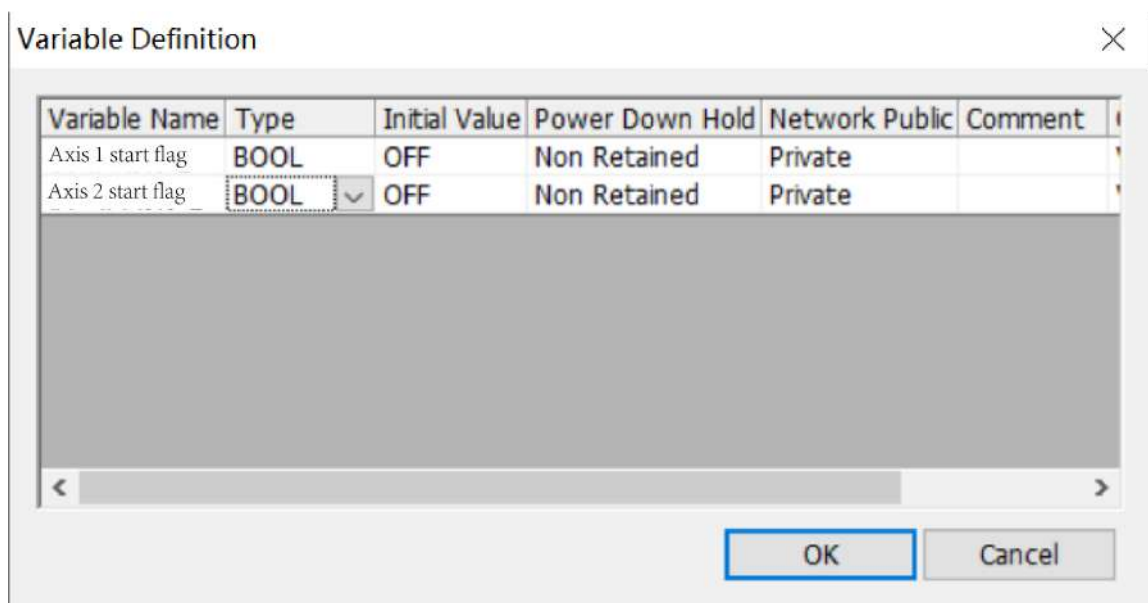 Variable Definition
Variable Name Type Initial Value Power Down Hold Network Public Comment
Axis 1 start flag BOOL OFF Non Retained Private
Axis 2 start flag BOOL OFF Non Retained Private
OK Cancel